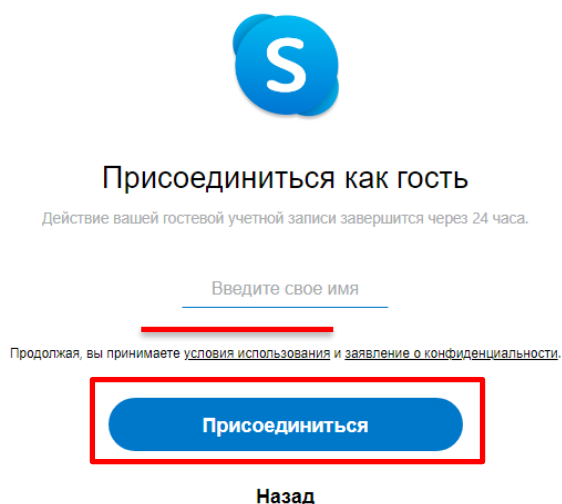 S
Присоединиться как гость
Действие вашей гостевой учетной записи завершится через 24 часа.
Введите свое имя
Продолжая, вы принимаете условия использования и заявление о конфиденциальности.
Присоединиться
Назад